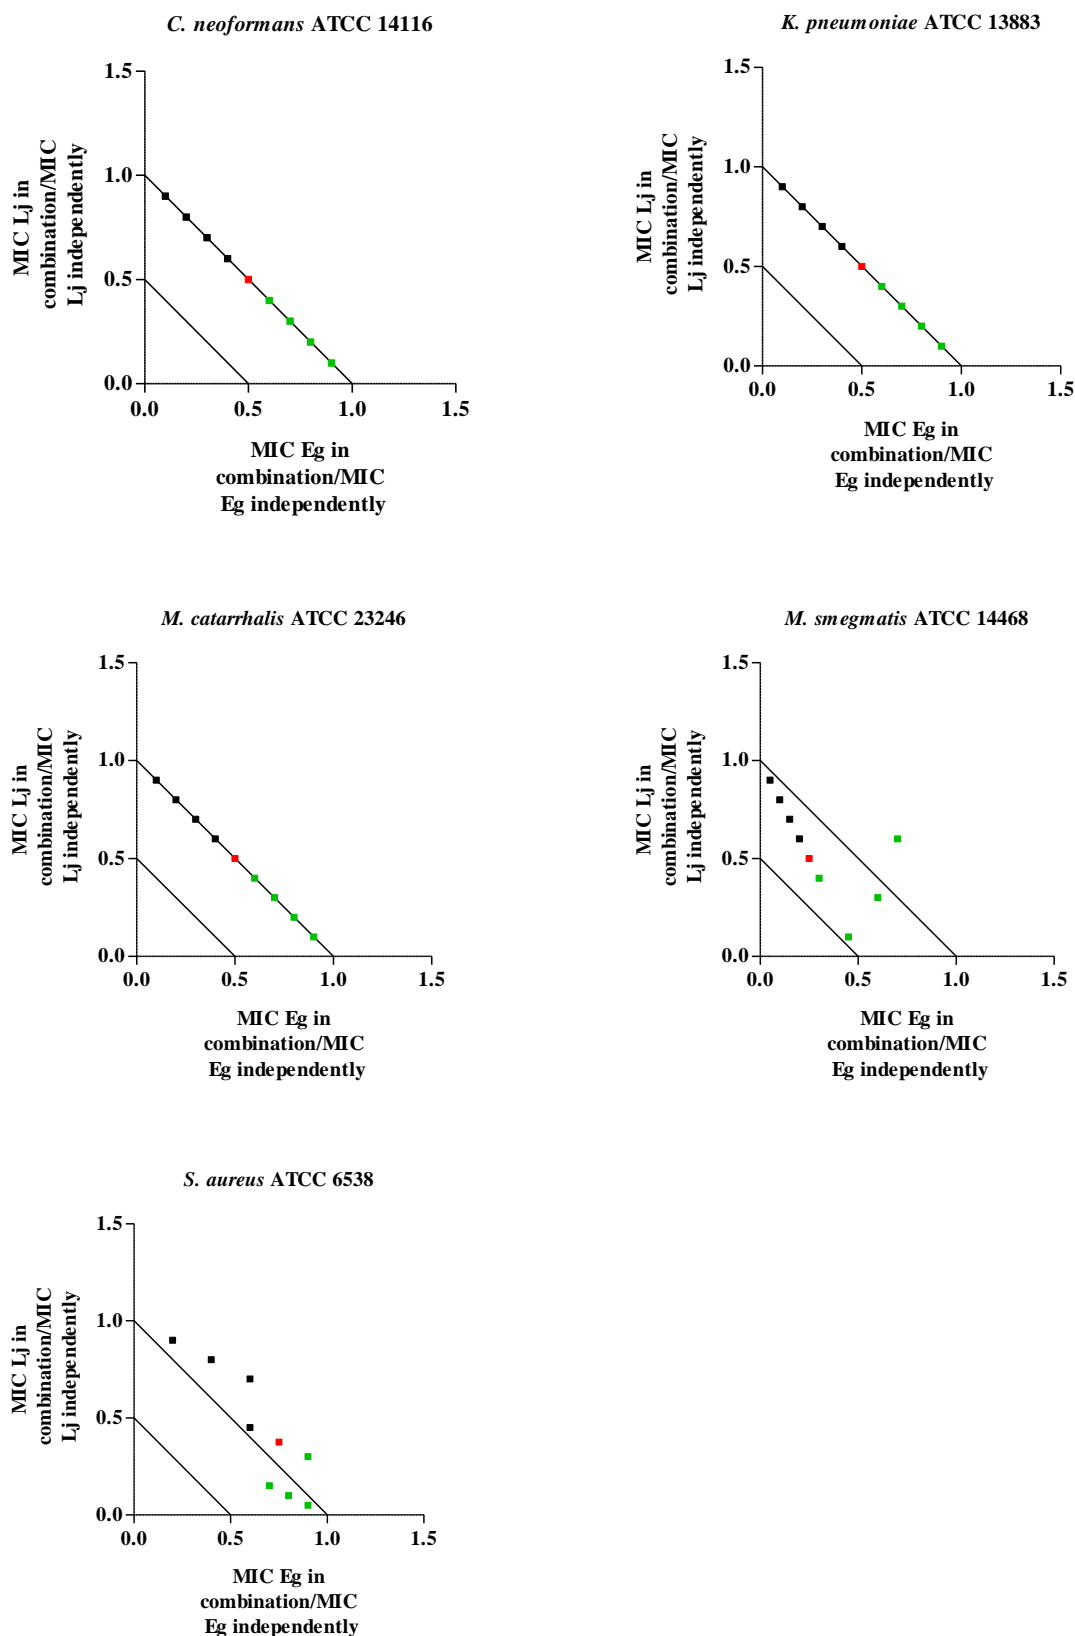 C. neoformans ATCC 14116
1.5
1.0
0.5
0.0
MIC Lj in
combination/MIC
Lj independently
0.0 0.5 1.0 1.5
MIC Eg in
combination/MIC
Eg independently
K. pneumoniae ATCC 13883
1.5
1.0
0.5
0.0
MIC Lj in
combination/MIC
Lj independently
0.0 0.5 1.0 1.5
MIC Eg in
combination/MIC
Eg independently
M. catarrhalis ATCC 23246
1.5
1.0
0.5
0.0
MIC Lj in
combination/MIC
Lj independently
0.0 0.5 1.0 1.5
MIC Eg in
combination/MIC
Eg independently
M. smegmatis ATCC 14468
1.5
1.0
0.5
0.0
MIC Lj in
combination/MIC
Lj independently
0.0 0.5 1.0 1.5
MIC Eg in
combination/MIC
Eg independently
S. aureus ATCC 6538
1.5
1.0
0.5
0.0
MIC Lj in
combination/MIC
Lj independently
0.0 0.5 1.0 1.5
MIC Eg in
combination/MIC
Eg independently